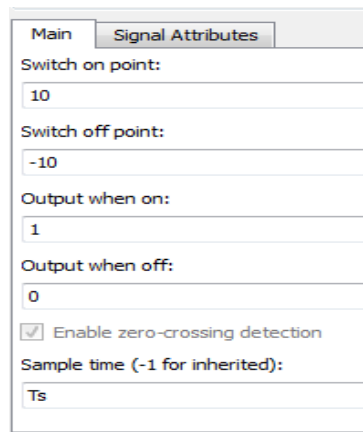 Main Signal Attributes
Switch on point:
10
Switch off point:
-10
Output when on:
1
Output when off:
0
Enable zero-crossing detection
Sample time (-1 for inherited):
Ts